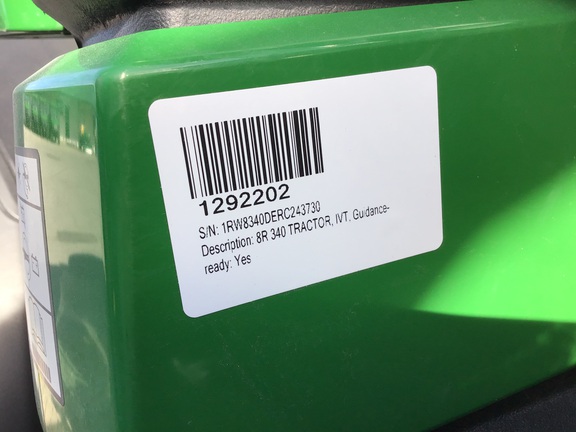 1292202
S/N: 1RW8340DERC243730
Description: 8R 340 TRACTOR, IVT, Guidance-
ready: Yes